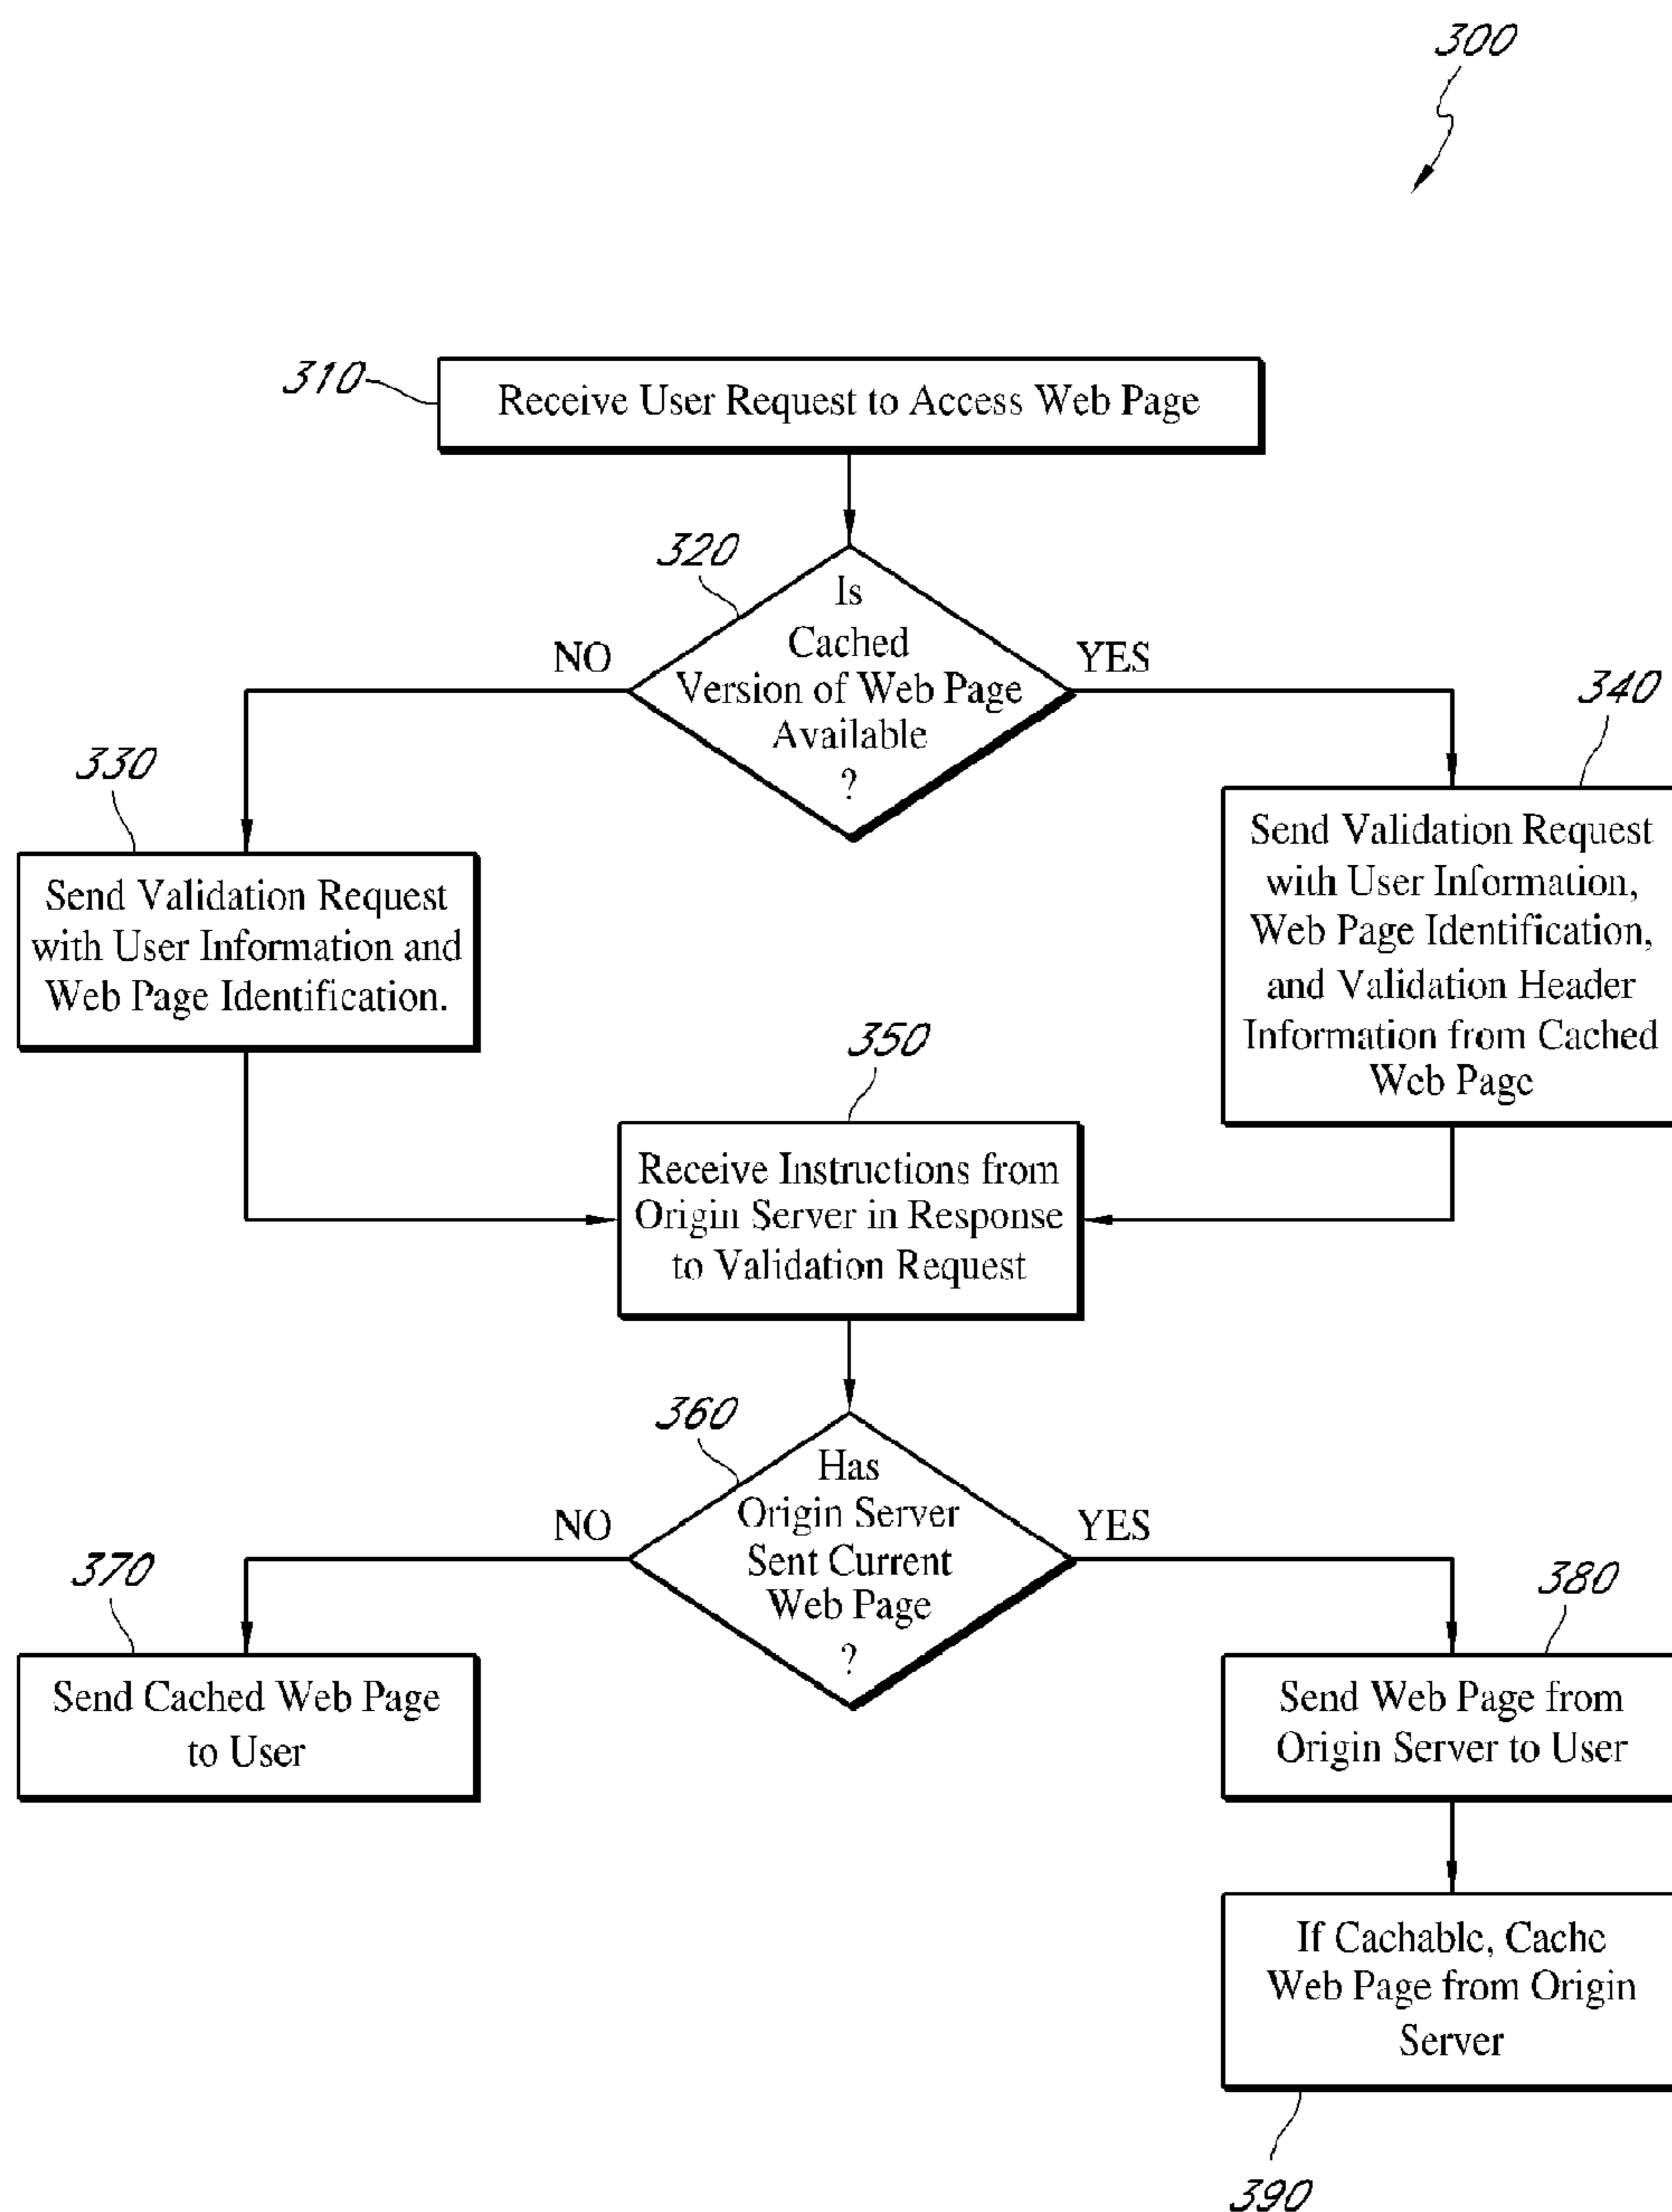 300
310
Receive User Request to Access Web Page
320
Is
Cached
Version of Web Page
Available
?
NO
YES
330
Send Validation Request
with User Information and
Web Page Identification.
340
Send Validation Request
with User Information,
Web Page Identification,
and Validation Header
Information from Cached
Web Page
350
Receive Instructions from
Origin Server in Response
to Validation Request
360
Has
Origin Server
Sent Current
Web Page
?
NO
YES
370
Send Cached Web Page
to User
380
Send Web Page from
Origin Server to User
If Cachable, Cache
Web Page from Origin
Server
390